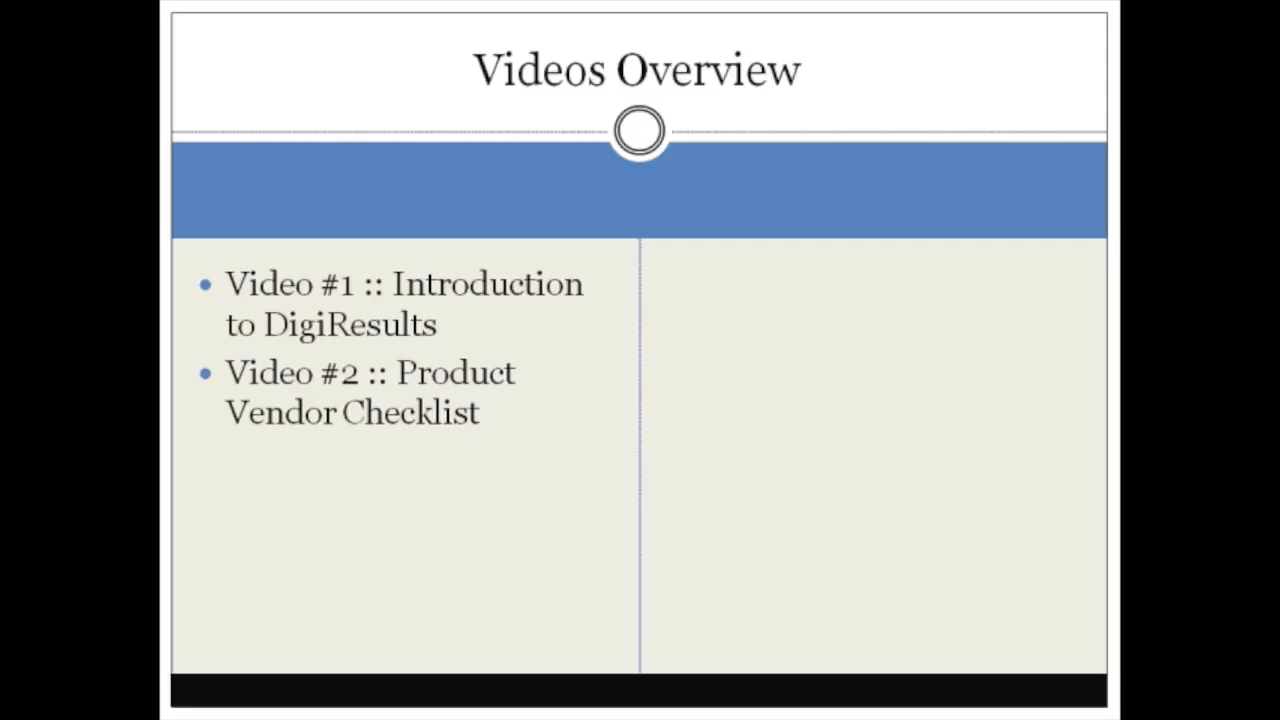 Videos Overview
Video #1 :: Introduction
to DigiResults
Video #2 :: Product
Vendor Checklist